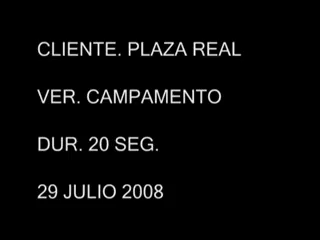 CLIENTE. PLAZA REAL
VER. CAMPAMENTO
DUR. 20 SEG.
29 JULIO 2008